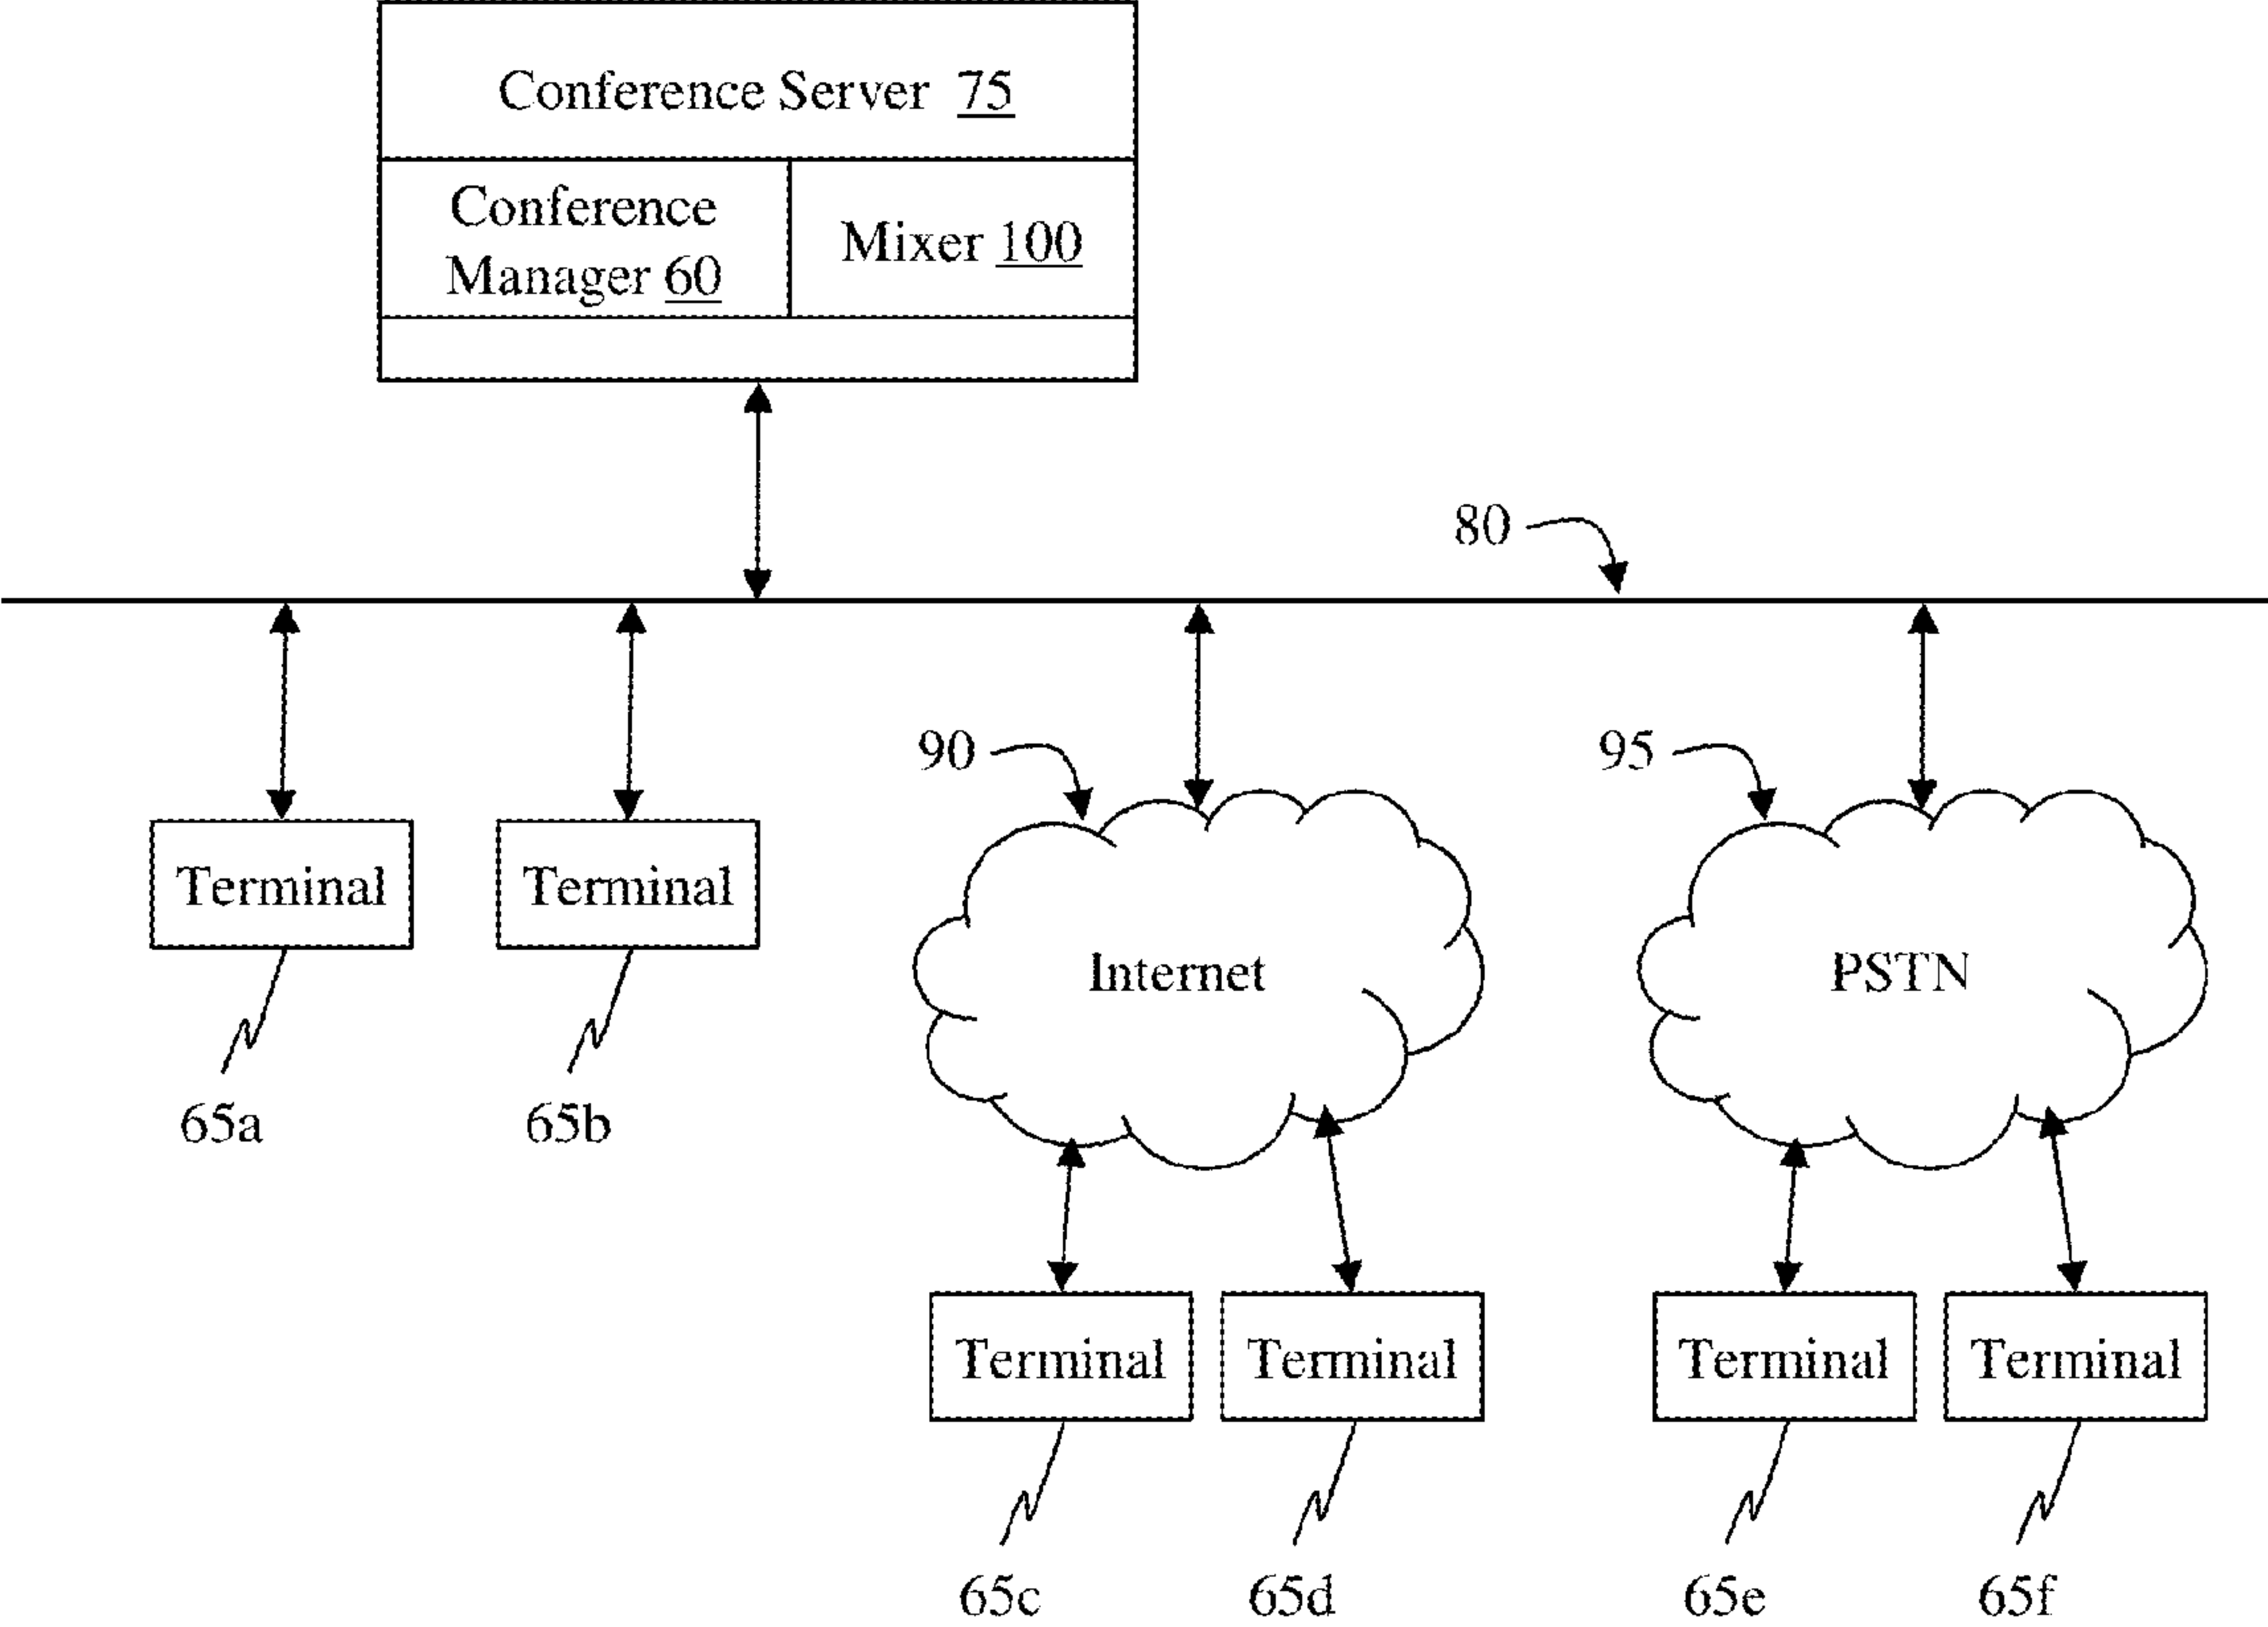 Conference Server 75
Conference
Manager 60
Mixer 100
80
90
95
Terminal
Terminal
Internet
PSTN
65a
65b
Terminal
Terminal
Terminal
Terminal
65c
65d
65e
65f